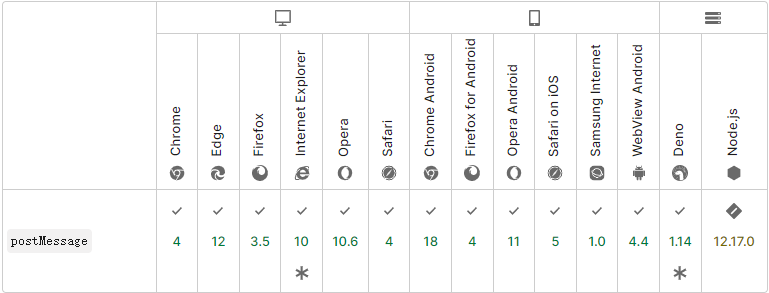 Chrome
Edge
Firefox
Internet Explorer
Opera
Safari
Chrome Android
Firefox for Android
Opera Android
Safari on iOS
Samsung Internet
WebView Android
Deno
Node.js
postMessage
4 12 3.5 10 10.6 4 18 4 11 5 1.0 4.4 1.14 12.17.0
* *